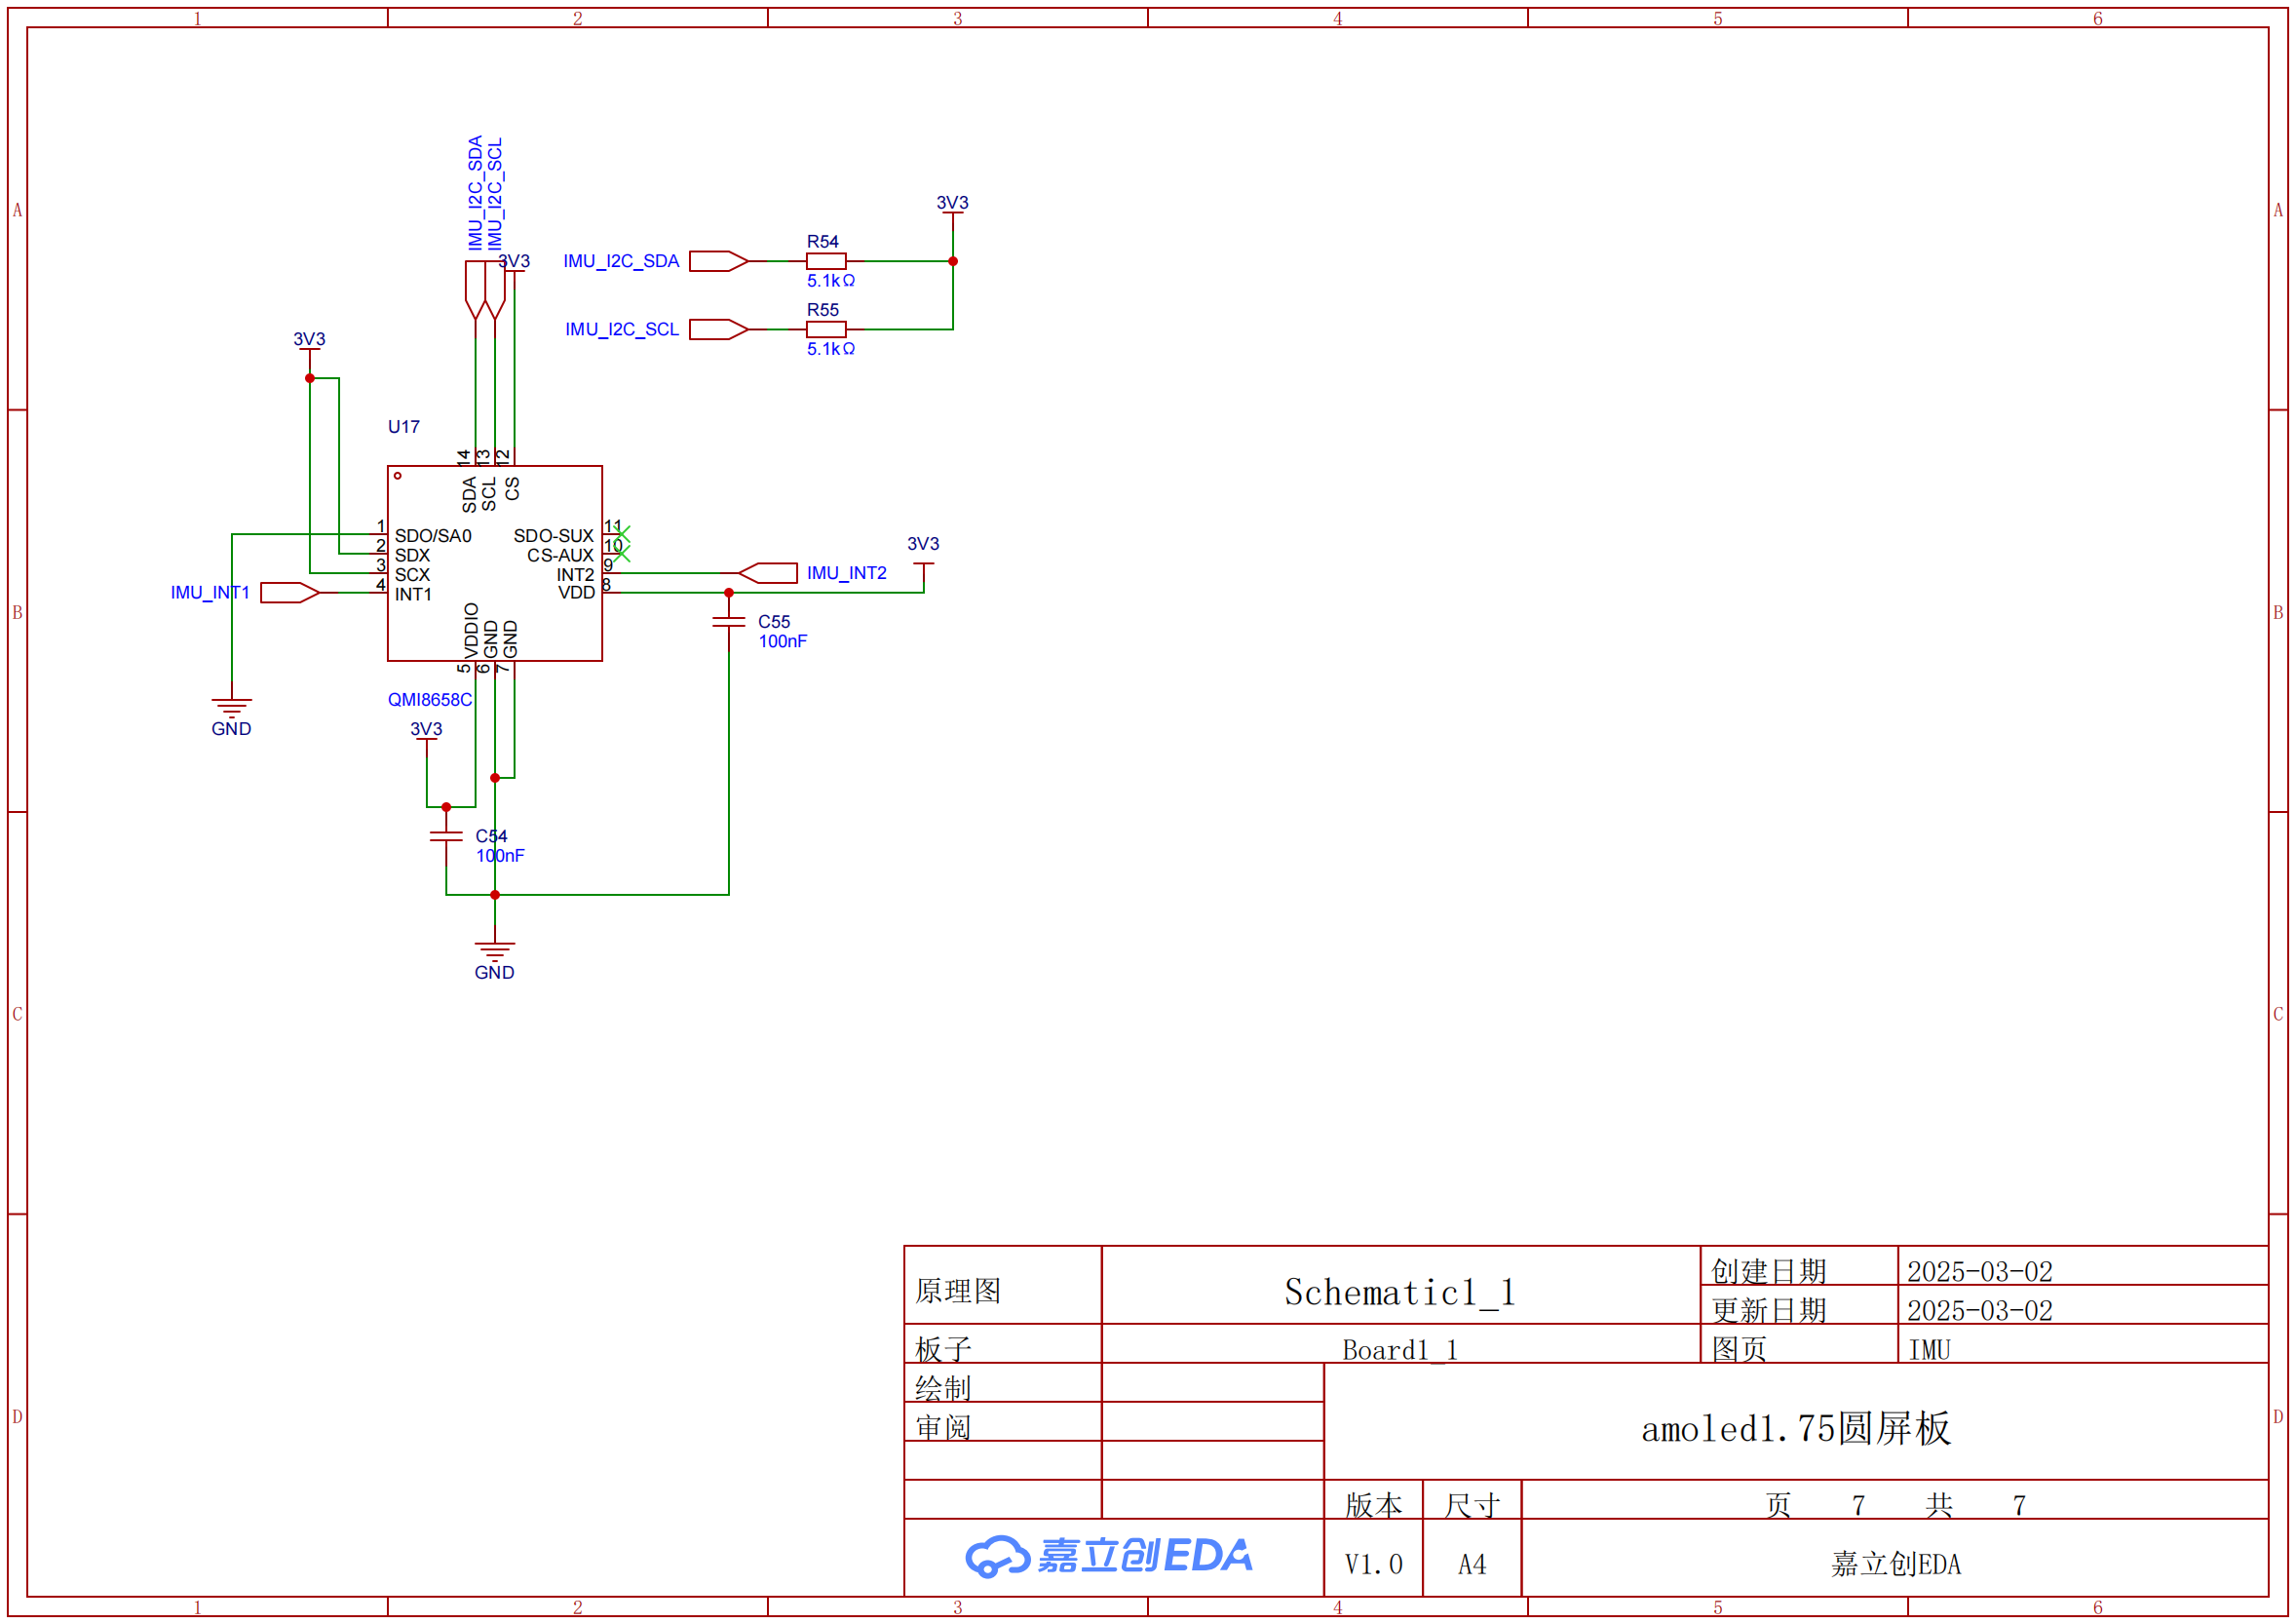 1 2 3 4 5 6
A A
B B
C C
D D
IMU_I2C_SDA
IMU_I2C_SCL
3V3
IMU_I2C_SDA
R54
5.1kΩ
3V3
IMU_I2C_SCL
R55
5.1kΩ
3V3
U17
14 13 12
SDA SCL CS
1 SDO/SA0
2 SDX
3 SCX
4 INT1
IMU_INT1
SDO-SUX 11
CS-AUX 10
INT2 9
VDD 8
IMU_INT2
3V3
C55
100nF
VDDIO GND GND
5 6 7
QMI8658C
GND
3V3
C54
100nF
GND
原理图 Schematic1_1
创建日期 2025-03-02
更新日期 2025-03-02
板子 Board1_1 图页 IMU
绘制
审阅
amoled1.75圆屏板
版本 尺寸 页 7 共 7
嘉立创EDA
V1.0 A4 嘉立创EDA
1 2 3 4 5 6